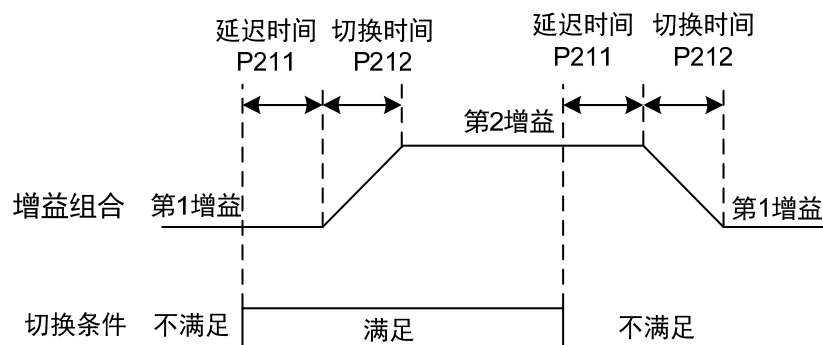 延迟时间
P211
切换时间
P212
延迟时间
P211
切换时间
P212
第2增益
增益组合
第1增益
第1增益
切换条件
不满足
满足
不满足